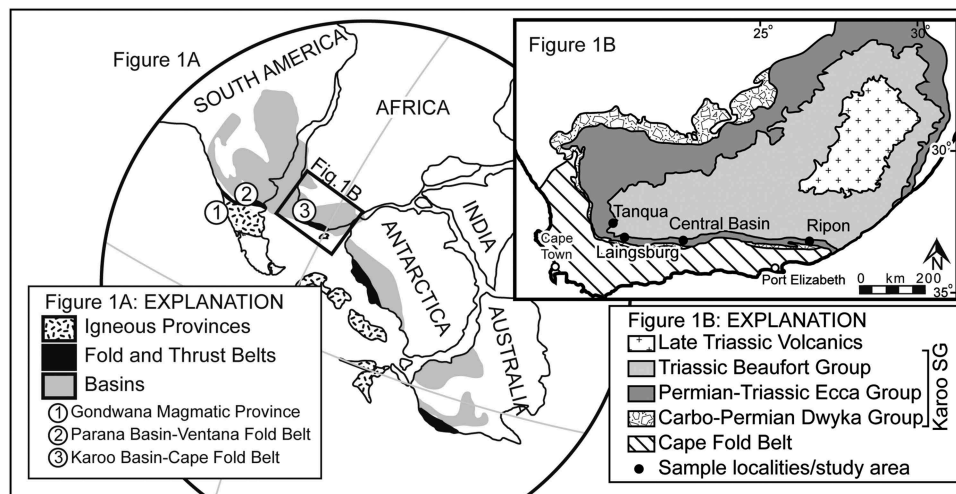 Figure 1A
SOUTH AMERICA
AFRICA
Fig. 1B
INDIA
ANTARCTICA
AUSTRALIA
1
2
3
Figure 1A: EXPLANATION
Igneous Provinces
Fold and Thrust Belts
Basins
1 Gondwana Magmatic Province
2 Parana Basin-Ventana Fold Belt
3 Karoo Basin-Cape Fold Belt
Figure 1B
25°
30°
30°
35°
Tanqua
Central Basin
Ripon
Laingsburg
Cape
Town
Port Elizabeth
N
0 km 200
Figure 1B: EXPLANATION
Late Triassic Volcanics
Triassic Beaufort Group
Permian-Triassic Ecca Group
Carbo-Permian Dwyka Group
Cape Fold Belt
Sample localities/study area
Karoo SG